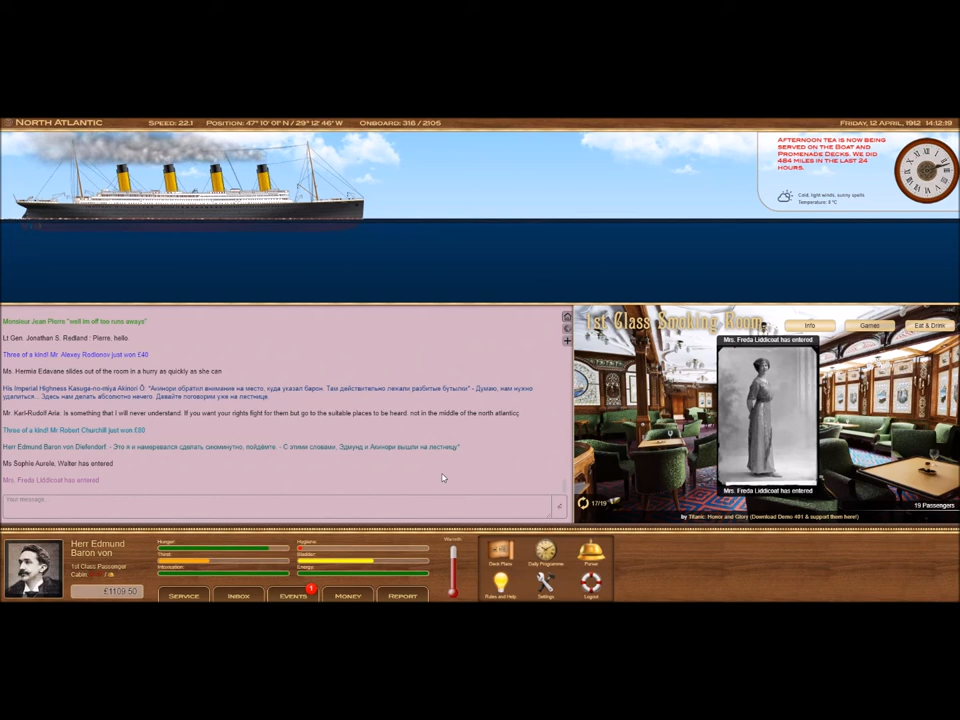 NORTH ATLANTIC SPEED: 22.1 POSITION: 47° 10' 01" N / 29° 12' 46" W ONBOARD: 316 / 2105 FRIDAY, 12 APRIL, 1912 14:12:19
AFTERNOON TEA IS NOW BEING
SERVED ON THE BOAT AND
PROMENADE DECKS. WE DID
484 MILES IN THE LAST 24
HOURS.
Cold, light winds, sunny spells
Temperature: 8 °C
Monsieur Jean Pierre "well im off too runs aways"
Lt Gen. Jonathan S. Redland : Pierre, hello.
Three of a kind! Mr. Alexey Rodionov just won £40
Ms. Hermia Edavane slides out of the room in a hurry as quickly as she can
His Imperial Highness Kasuga-no-miya Akinori Ō. "Акинори обратил внимание на место, куда указал барон. Там действительно лежали разбитые бутылки" - Думаю, нам нужно
удалиться... Здесь нам делать абсолютно нечего. Давайте поговорим уже на лестнице.
Mr. Karl-Rudolf Aria. Is something that I will never understand. If you want your rights fight for them but go to the suitable places to be heard. not in the middle of the north atlantic¿
Three of a kind! Mr Robert Churchill just won £80
Herr Edmund Baron von Diefendorf. - Это я и намеревался сделать сиюминутно, пойдёмте. - С этими словами, Эдмунд и Акинори вышли на лестницу"
Ms Sophie Aurele, Walter has entered
Mrs. Freda Liddicoat has entered
Your message.
1st Class Smoking Room
Info
Games
Eat & Drink
Mrs. Freda Liddicoat has entered
Mrs. Freda Liddicoat has entered
17/19
19 Passengers
by Titanic: Honor and Glory (Download Demo 401 & support them here!)
Herr Edmund
Baron von
1st Class Passenger
Cabin:
£1109.50
Hunger:
Thirst:
Intoxication:
Hygiene:
Bladder:
Energy:
Warmth:
SERVICE
INBOX
EVENTS
1
MONEY
REPORT
Deck Plans
Daily Programme
Purser
Rules and Help
Settings
Logout